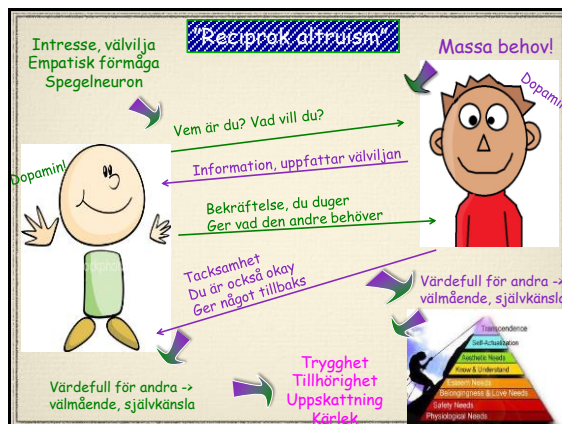 "Reciprok altruism"
Intresse, välvilja
Empatisk förmåga
Spegelneuron
Massa behov!
Dopamin
Vem är du? Vad vill du?
Information, uppfattar välviljan
Dopamin!
Bekräftelse, du duger
Ger vad den andre behöver
Tacksamhet
Du är också okay
Ger något tillbaks
Värdefull för andra ->
välmående, självkänsla
Transcendence
Self-Actualization
Aesthetic Needs
Know & Understand
Esteem Needs
Belongingness & Love Needs
Safety Needs
Physiological Needs
Trygghet
Tillhörighet
Uppskattning
Kärlek
Värdefull för andra ->
välmående, självkänsla